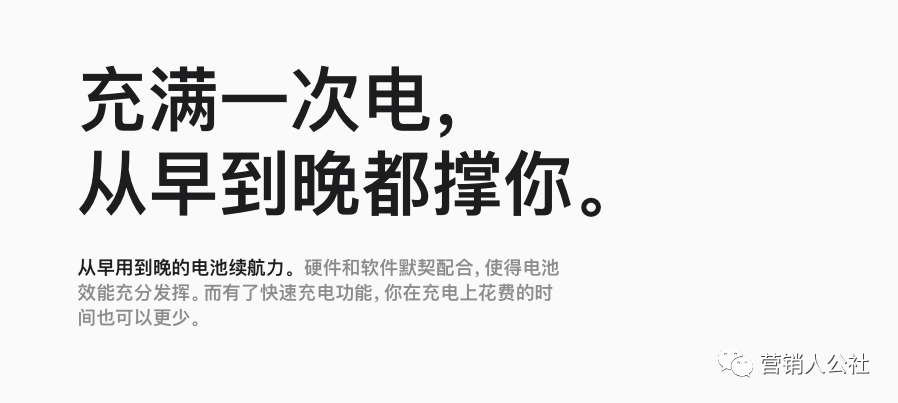 充满一次电，
从早到晚都撑你。
从早用到晚的电池续航力。硬件和软件默契配合，使得电池
效能充分发挥。而有了快速充电功能，你在充电上花费的时
间也可以更少。
营销人公社